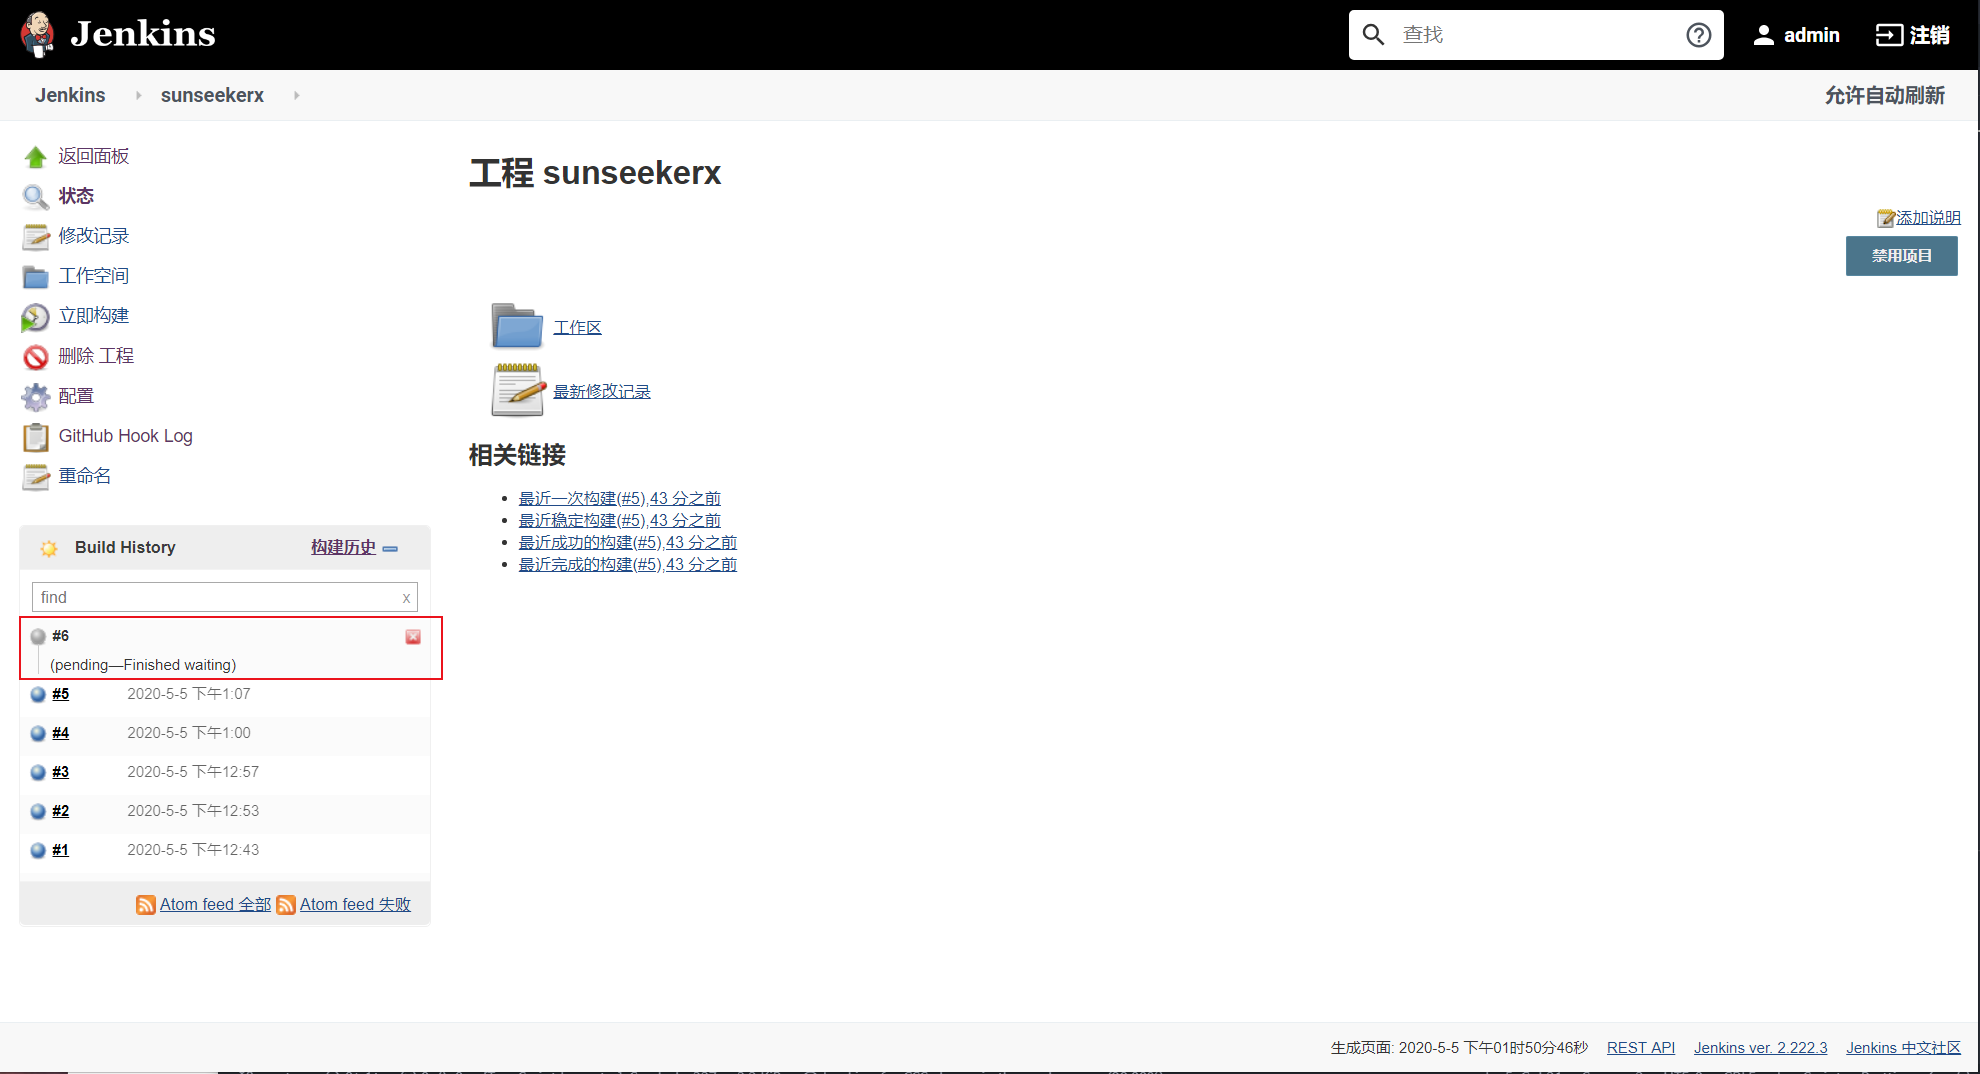 Jenkins
查找
admin
注销
Jenkins
sunseekerx
允许自动刷新
返回面板
状态
修改记录
工作空间
立即构建
删除 工程
配置
GitHub Hook Log
重命名
工程 sunseekerx
添加说明
禁用项目
工作区
最新修改记录
相关链接
最近一次构建(#5),43 分之前
最近稳定构建(#5),43 分之前
最近成功的构建(#5),43 分之前
最近完成的构建(#5),43 分之前
Build History 构建历史
find x
#6
(pending—Finished waiting)
#5 2020-5-5 下午1:07
#4 2020-5-5 下午1:00
#3 2020-5-5 下午12:57
#2 2020-5-5 下午12:53
#1 2020-5-5 下午12:43
Atom feed 全部 Atom feed 失败
生成页面: 2020-5-5 下午01时50分46秒 REST API Jenkins ver. 2.222.3 Jenkins 中文社区